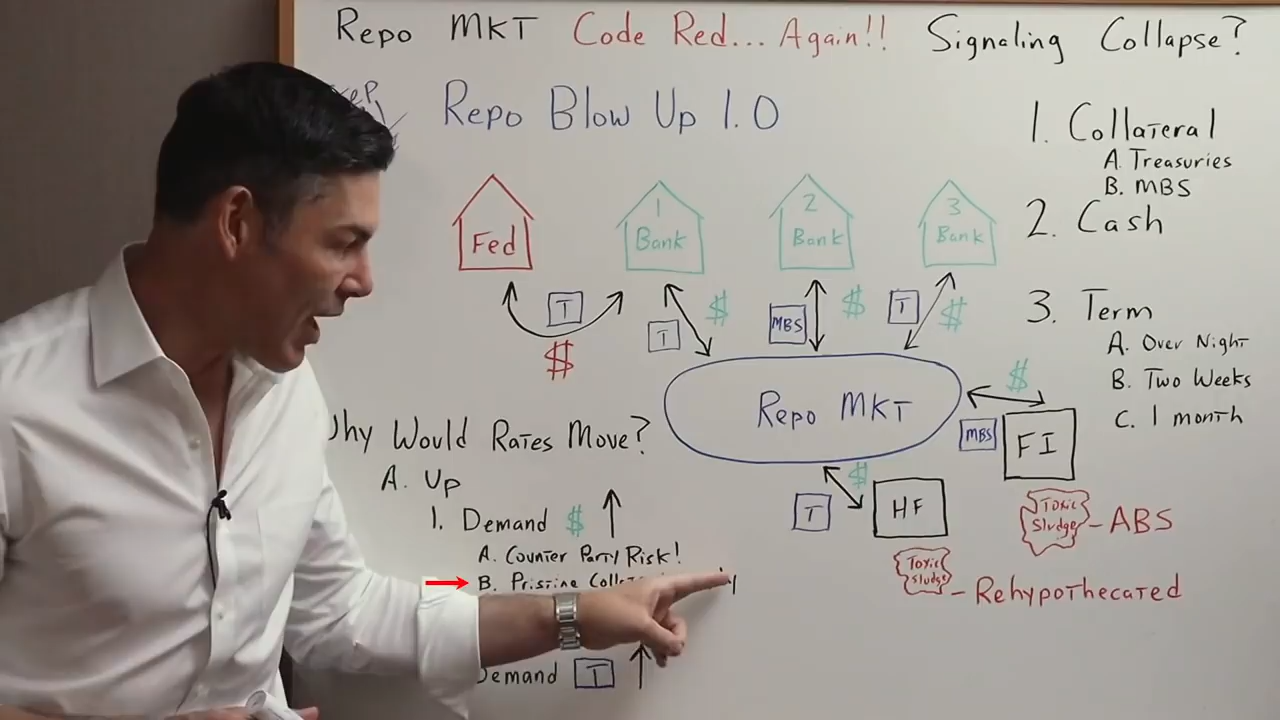 Repo MKT Code Red... Again!! Signaling Collapse?
Repo Blow Up 1.0
Fed
1
Bank
2
Bank
3
Bank
T
$
T
$
MBS
$
T
$
Repo MKT
$
MBS
FI
$
T
HF
Toxic
Sludge
- ABS
Toxic
Sludge
- Rehypothecated
1. Collateral
A. Treasuries
B. MBS
2. Cash
3. Term
A. Over Night
B. Two Weeks
C. 1 month
Would Rates Move?
A. Up
1. Demand $
A. Counter Party Risk!
B. Pristine
Demand T